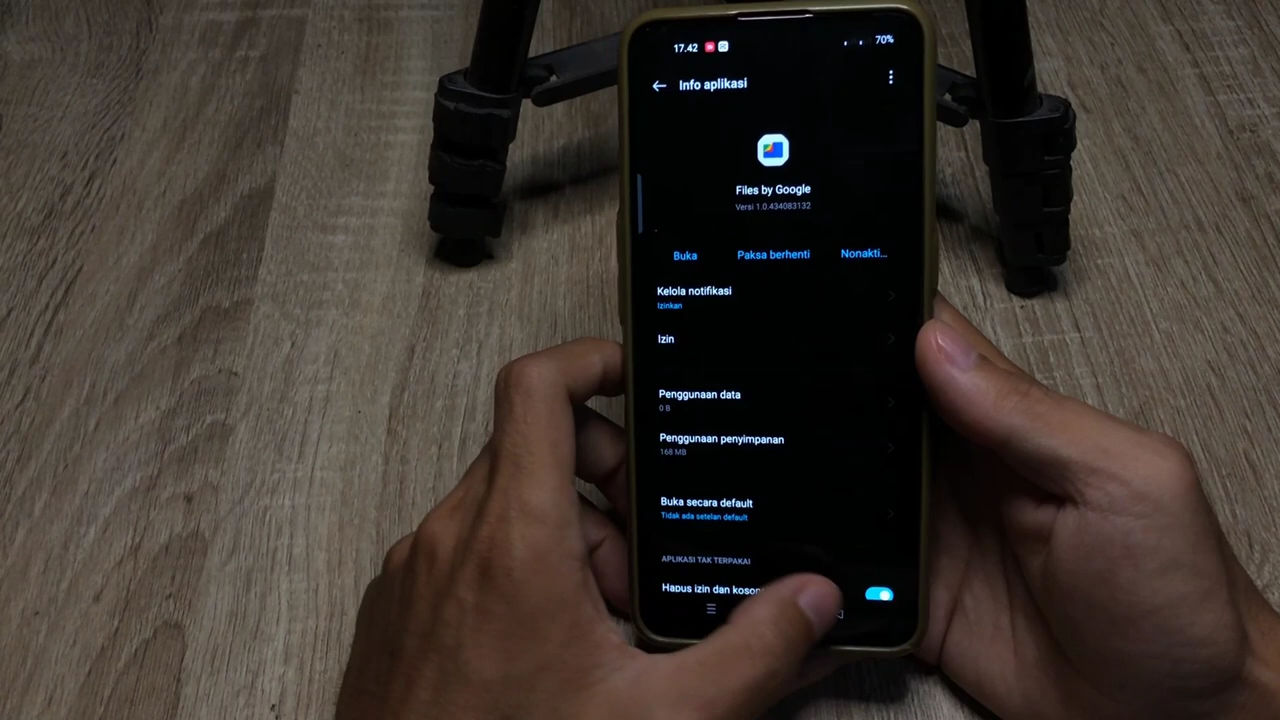 17.42
70%
Info aplikasi
Files by Google
Versi 1.0.434083132
Buka
Paksa berhenti
Nonakti...
Kelola notifikasi
Izinkan
Izin
Penggunaan data
0 B
Penggunaan penyimpanan
168 MB
Buka secara default
Tidak ada setelan default
APLIKASI TAK TERPAKAI
Hapus izin dan